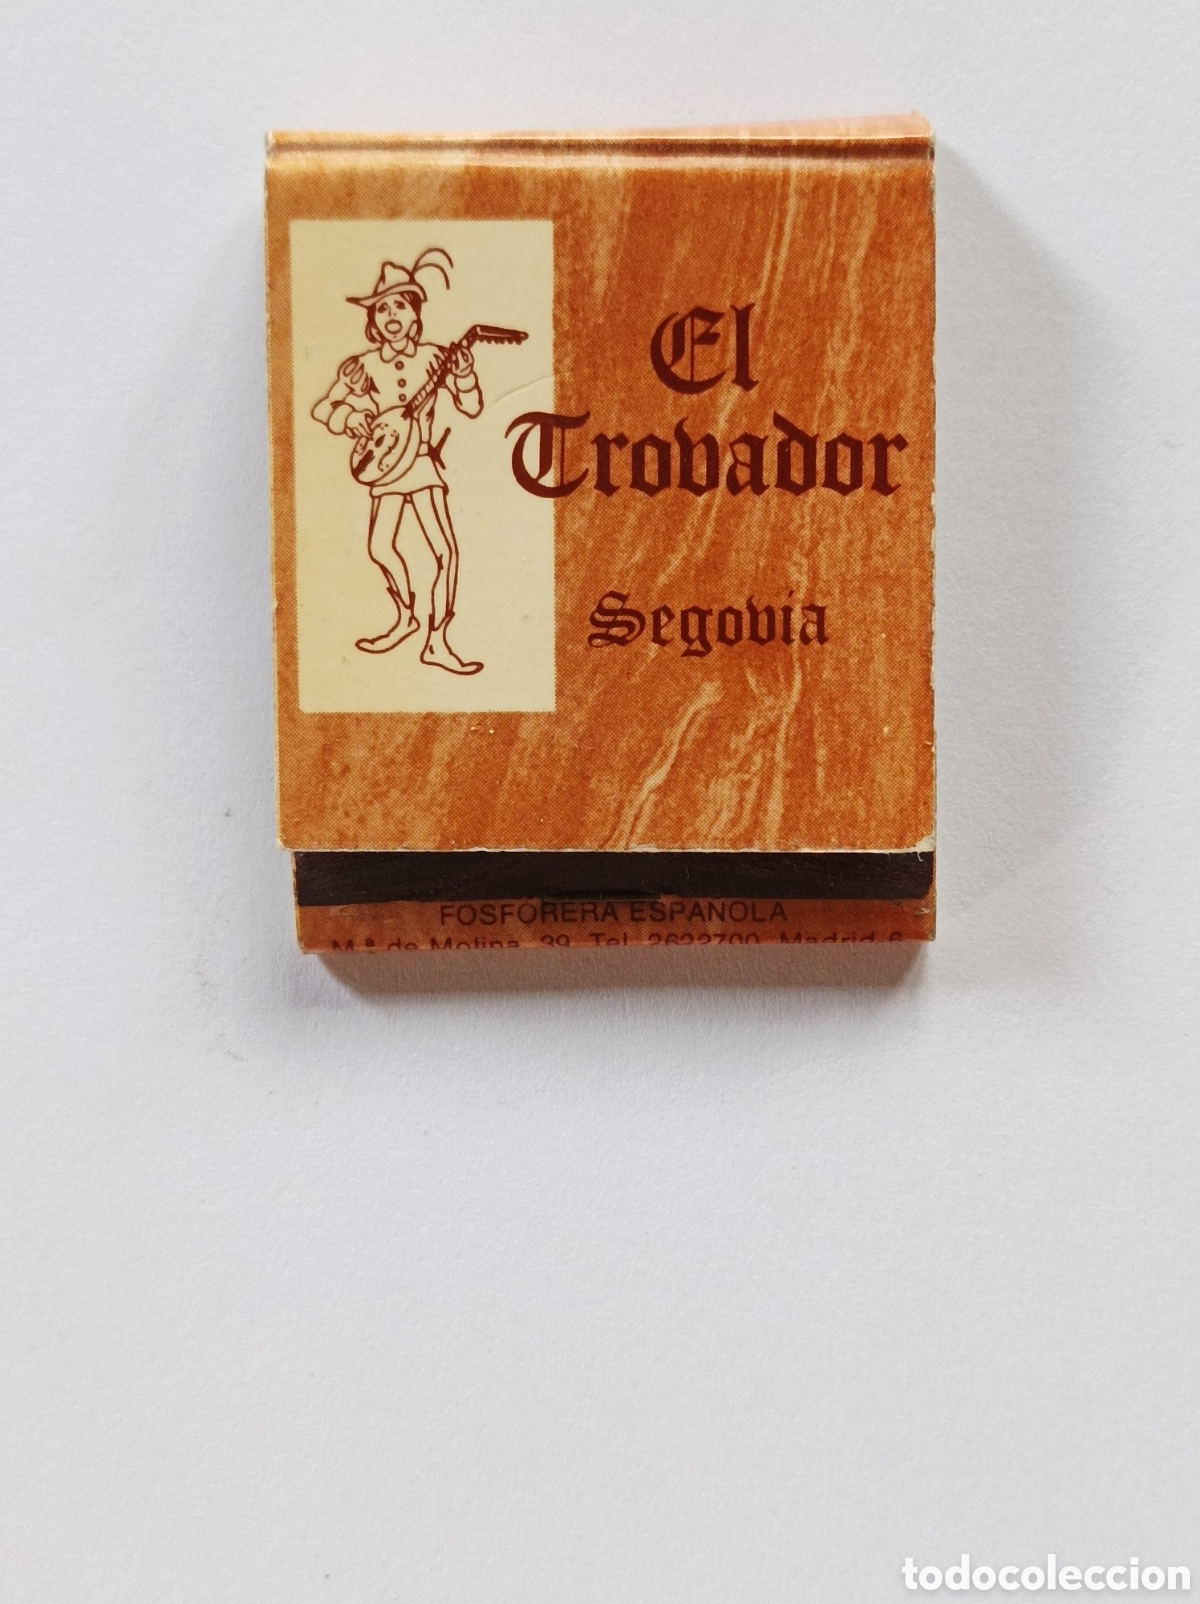 El
Trovador
Segovia
FOSFORERA ESPAÑOLA
M.ª de Molina, 39 Tel. 2622700 Madrid-6
todocoleccion